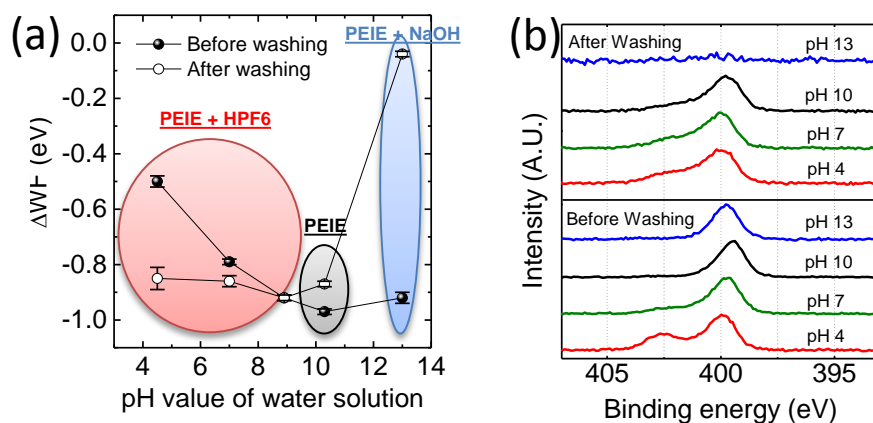 (a)
0.0
-0.2
-0.4
-0.6
-0.8
-1.0
ΔWF (eV)
Before washing
After washing
PEIE + HPF6
PEIE
PEIE + NaOH
4
6
8
10
12
14
pH value of water solution
(b)
After Washing
pH 13
pH 10
pH 7
pH 4
Before Washing
pH 13
pH 10
pH 7
pH 4
Intensity (A.U.)
405
400
395
Binding energy (eV)